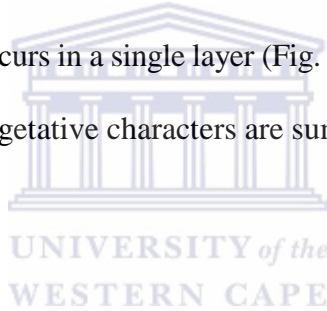 curs in a single layer (Fig.
getative characters are sur
UNIVERSITY of the
WESTERN CAPE